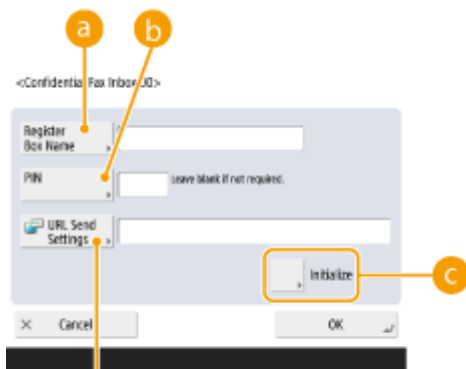 a
b
<Confidential Fax Inbox 00>
Register
Box Name
PIN
Leave blank if not required.
URL Send
Settings
Initialize
C
× Cancel
OK